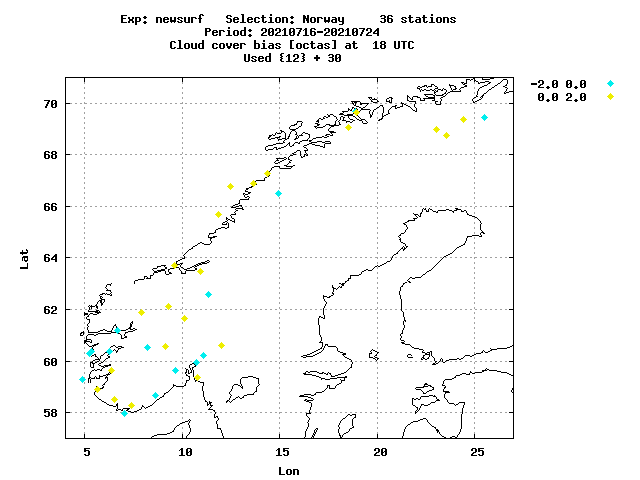 Exp: newsurf Selection: Norway 36 stations
Period: 20210716-20210724
Cloud cover bias [octas] at 18 UTC
Used {12} + 30
-2.0 0.0
0.0 2.0
70
68
66
64
62
60
58
Lat
5 10 15 20 25
Lon